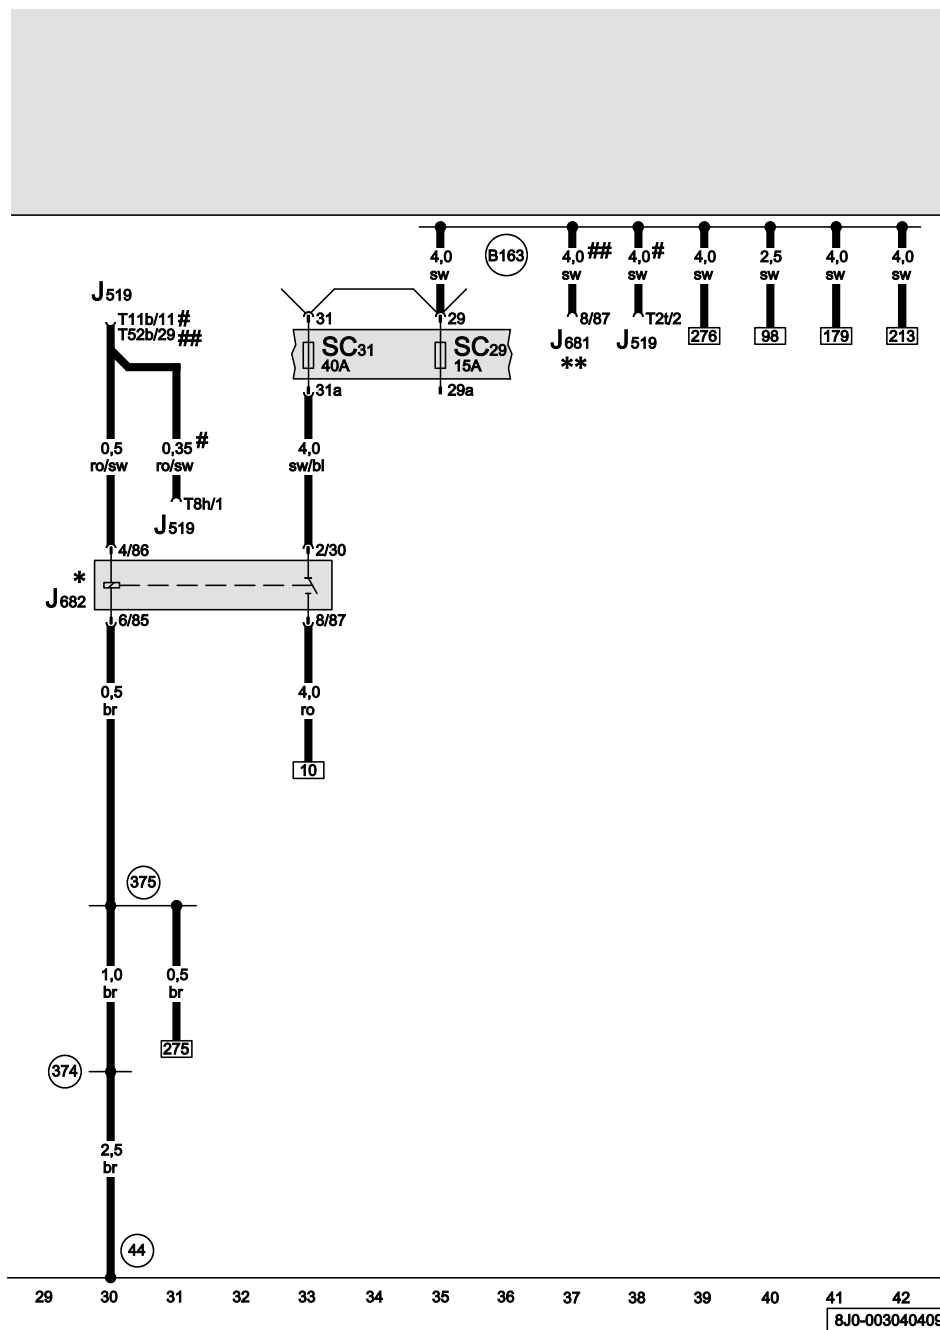 4,0 B163 4,0 ## 4,0 # 4,0 2,5 4,0 4,0
sw sw sw sw sw sw sw
J519
T11b/11 # 31 29 8/87 T2t/2
T52b/29 ## SC31 SC29 J681 J519 276 98 179 213
40A 15A **
31a 29a
0,5 0,35 # 4,0
ro/sw ro/sw sw/bl
T8h/1
J519
4/86 2/30
*
J682
6/85 8/87
0,5 4,0
br ro
10
375
1,0 0,5
br br
275
374
2,5
br
44
29 30 31 32 33 34 35 36 37 38 39 40 41 42
8J0-003040409